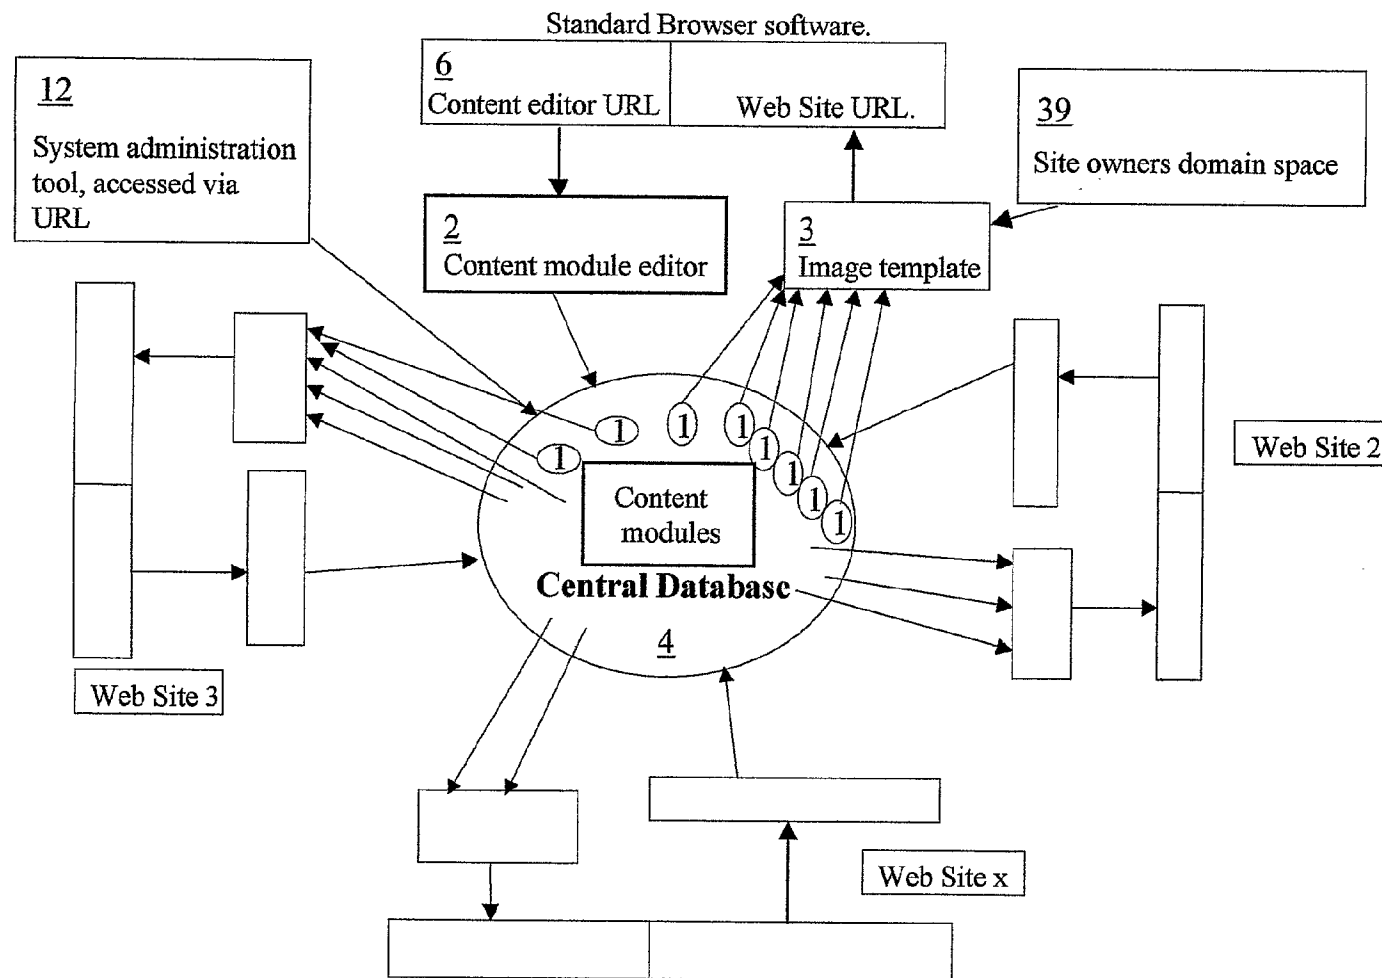 Standard Browser software.
6
Content editor URL
Web Site URL.
12
System administration
tool, accessed via
URL
39
Site owners domain space
2
Content module editor
3
Image template
1
1
1
1
1
1
1
1
Content
modules
Central Database
4
Web Site 2
Web Site 3
Web Site x